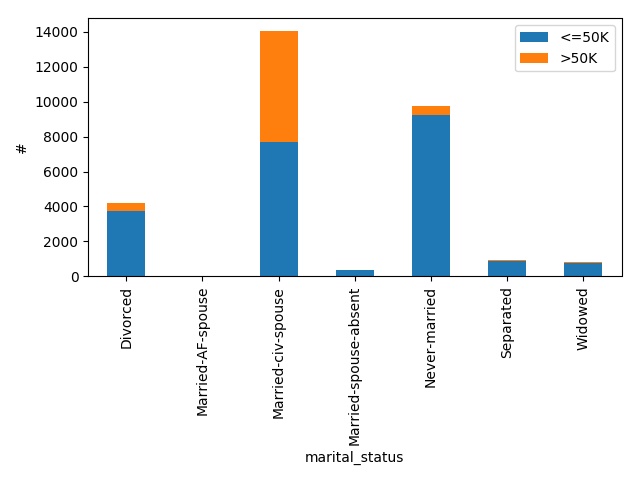 <=50K
>50K
14000
12000
10000
8000
6000
4000
2000
0
#
Divorced
Married-AF-spouse
Married-civ-spouse
Married-spouse-absent
Never-married
Separated
Widowed
marital_status